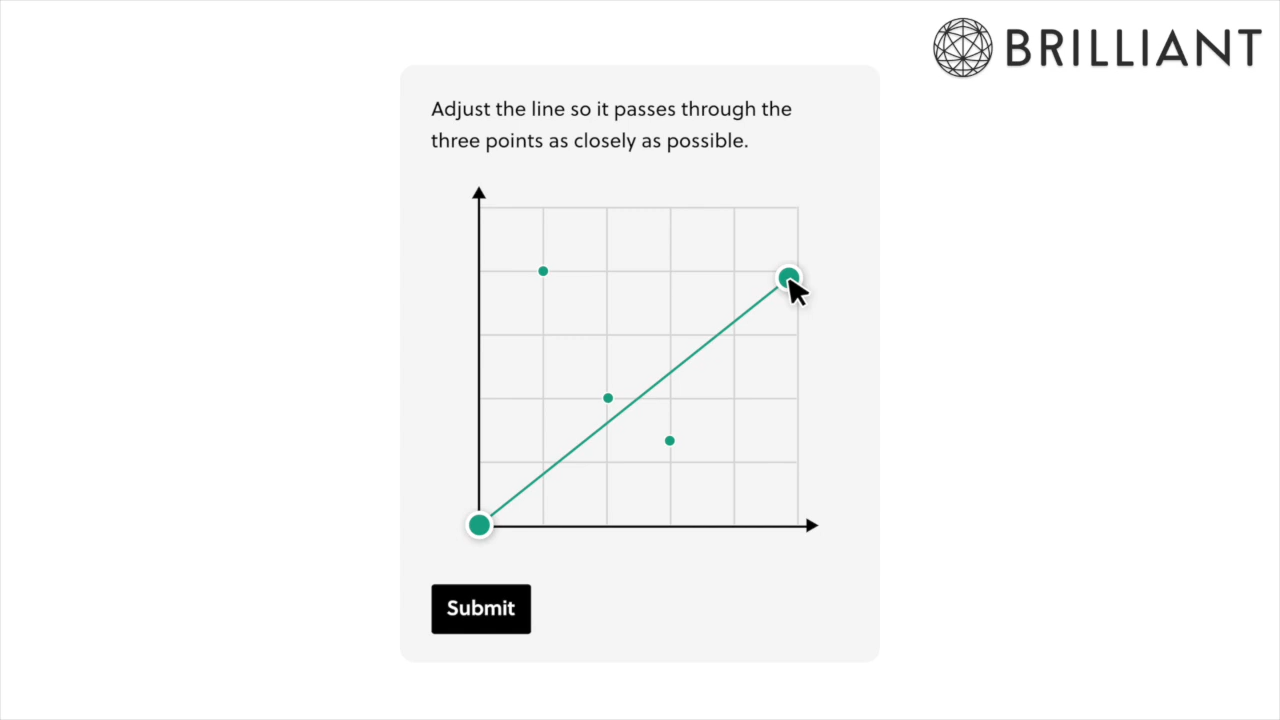 BRILLIANT
Adjust the line so it passes through the
three points as closely as possible.
Submit